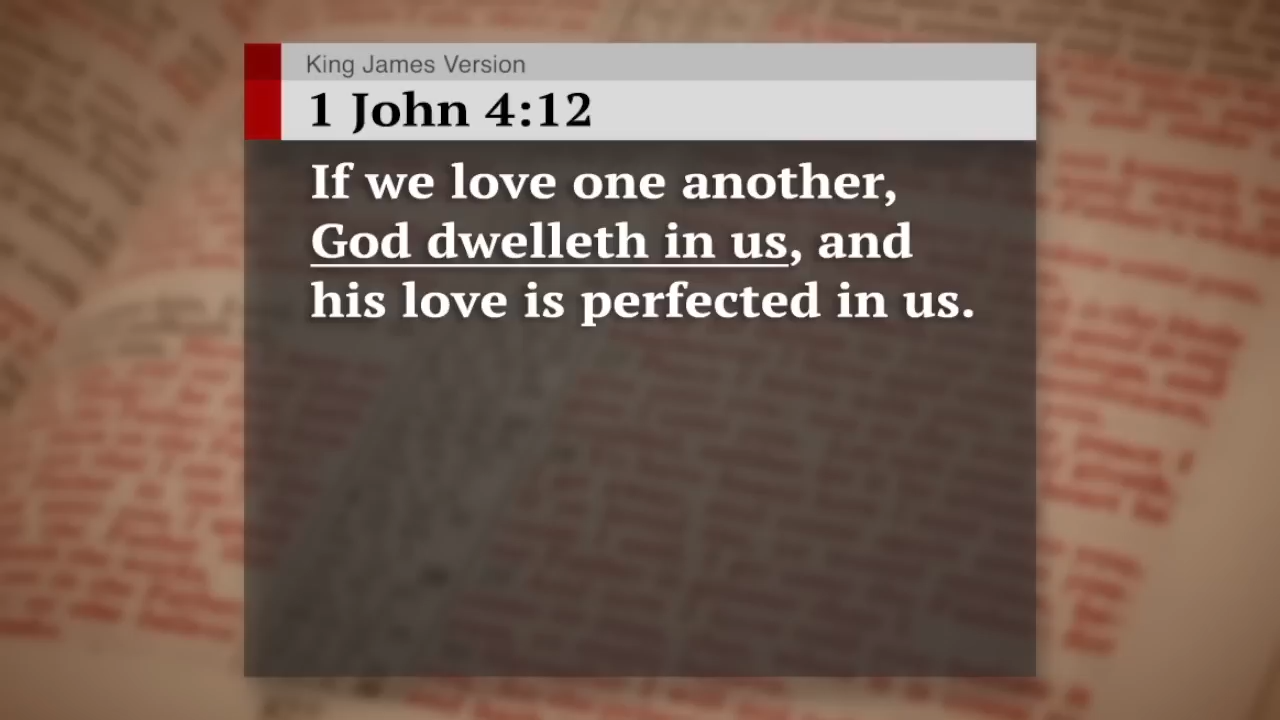 King James Version
1 John 4:12
If we love one another,
God dwelleth in us, and
his love is perfected in us.